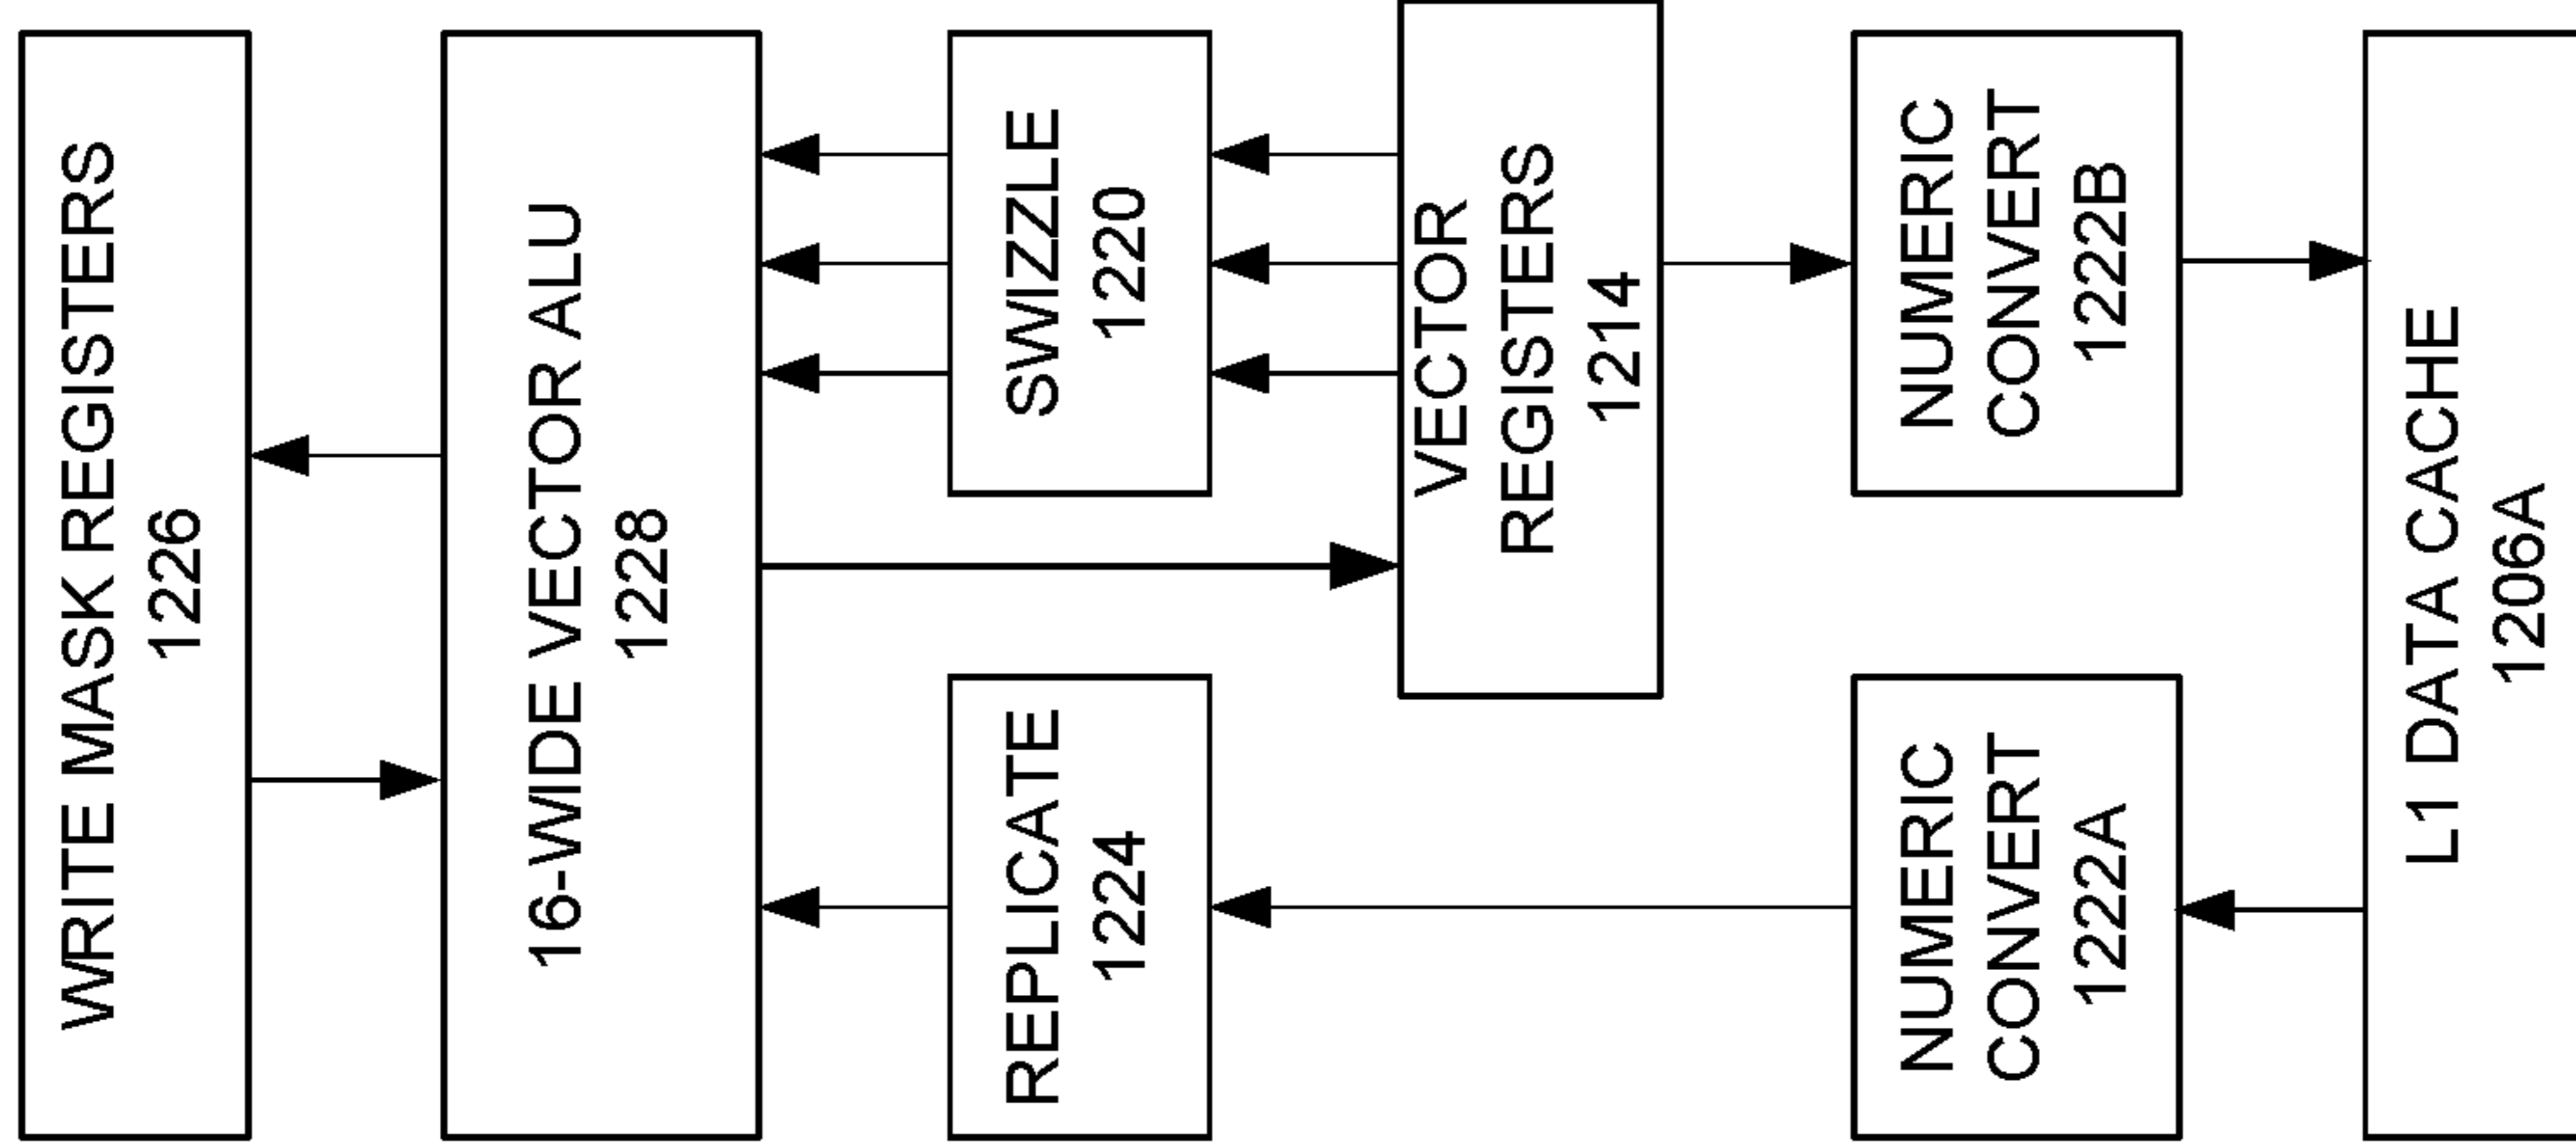 WRITE MASK REGISTERS
1226
16-WIDE VECTOR ALU
1228
REPLICATE
1224
SWIZZLE
1220
VECTOR
REGISTERS
1214
NUMERIC
CONVERT
1222A
NUMERIC
CONVERT
1222B
L1 DATA CACHE
1206A